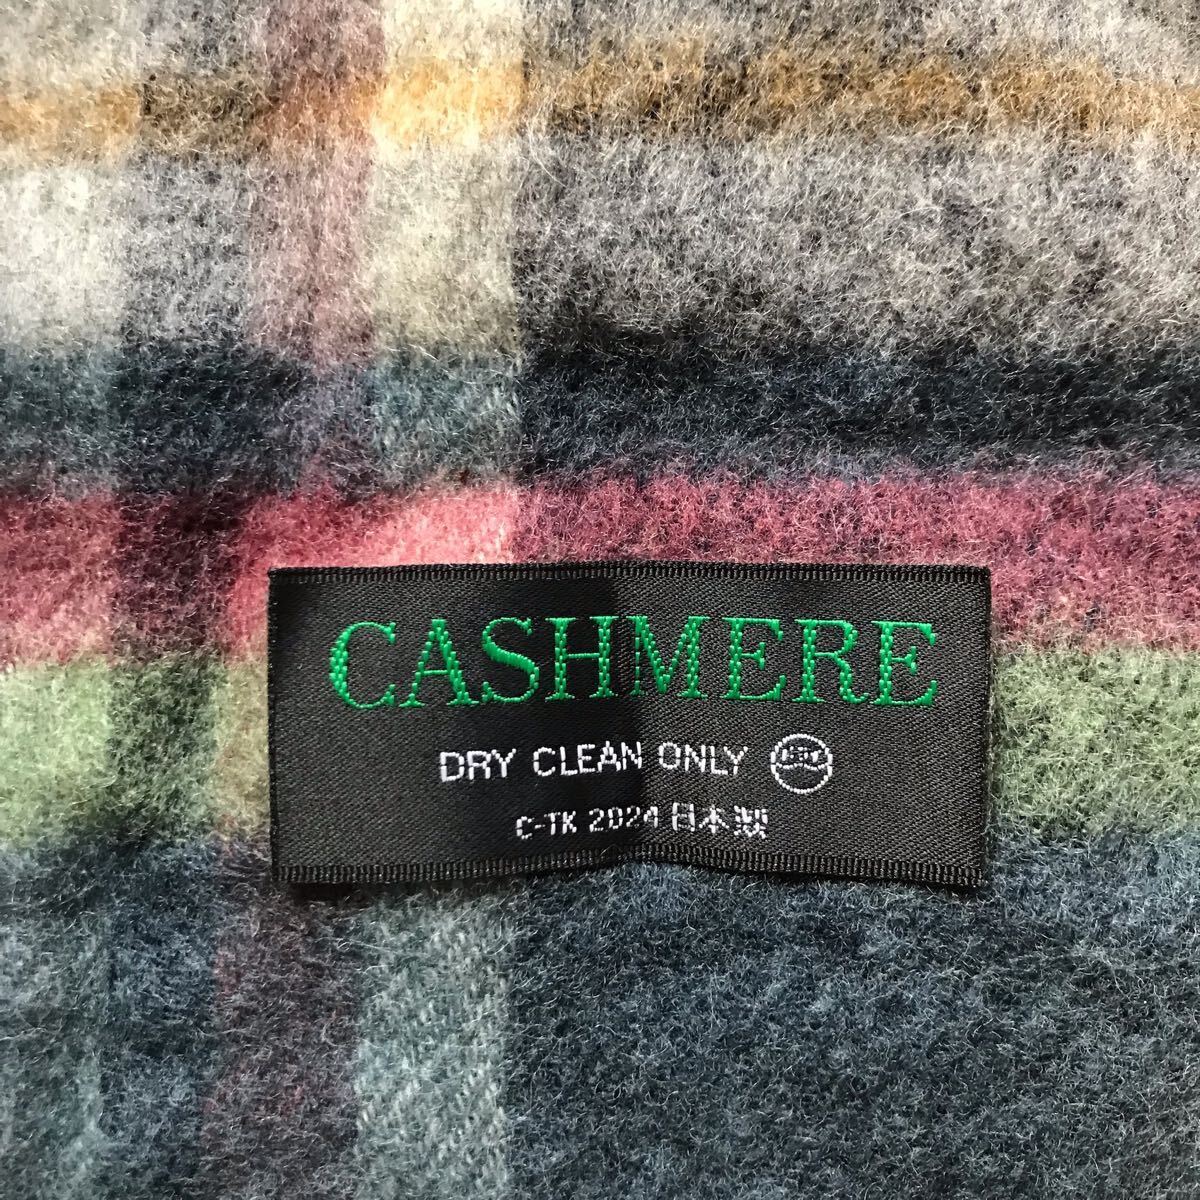 CASHMERE
DRY CLEAN ONLY
C-TK 2024 日本製